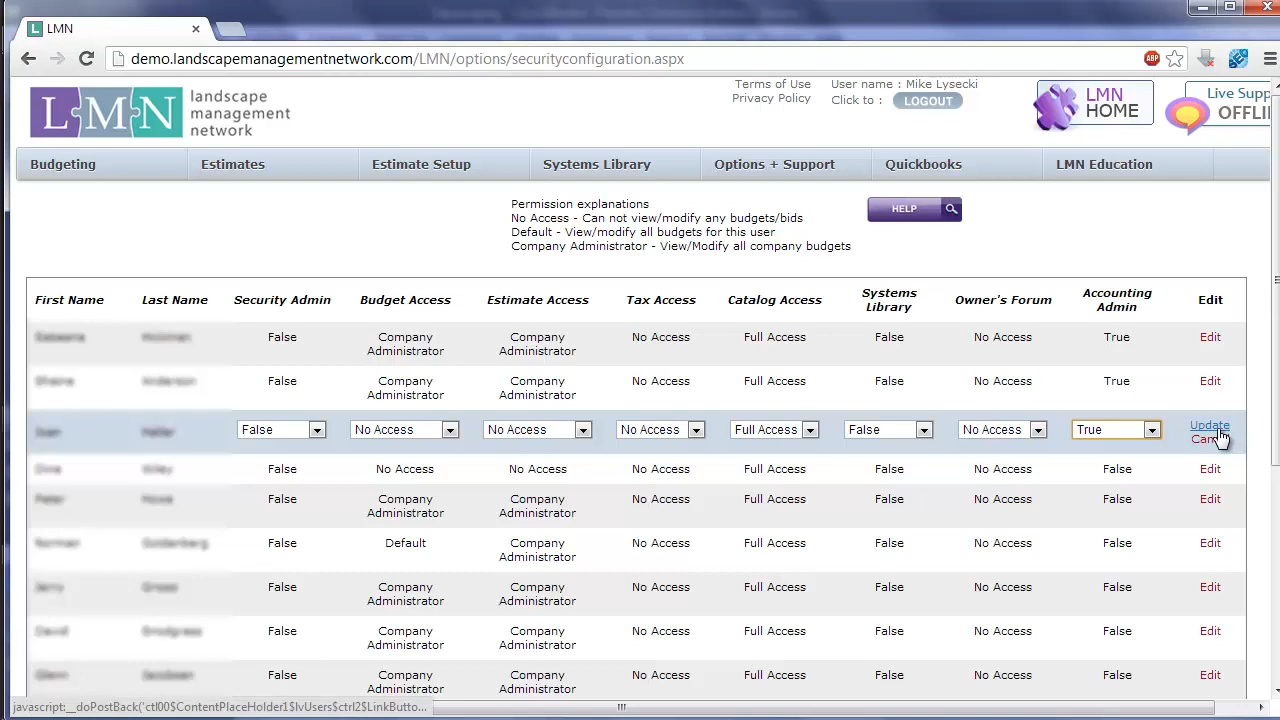 LMN
demo.landscapemanagementnetwork.com/LMN/options/securityconfiguration.aspx
ABP
L-M-N
landscape
management
network
Terms of Use
Privacy Policy
User name : Mike Lysecki
Click to : LOGOUT
LMN
HOME
Live Supp
OFFLI
Budgeting Estimates Estimate Setup Systems Library Options + Support Quickbooks LMN Education
Permission explanations
No Access - Can not view/modify any budgets/bids
Default - View/modify all budgets for this user
Company Administrator - View/Modify all company budgets
HELP
First Name Last Name Security Admin Budget Access Estimate Access Tax Access Catalog Access Systems Library Owner's Forum Accounting Admin Edit
False Company Administrator Company Administrator No Access Full Access False No Access True Edit
False Company Administrator Company Administrator No Access Full Access False No Access True Edit
False No Access No Access No Access Full Access False No Access True Update
False No Access No Access No Access Full Access False No Access False Edit
False Company Administrator Company Administrator No Access Full Access False No Access False Edit
False Default Company Administrator No Access Full Access False No Access False Edit
False Company Administrator Company Administrator No Access Full Access False No Access False Edit
False Company Administrator Company Administrator No Access Full Access False No Access False Edit
False Company Administrator Company Administrator No Access Full Access False No Access False Edit
javascript:__doPostBack('ctl00$ContentPlaceHolder1$lvUsers$ctrl2$LinkButto...